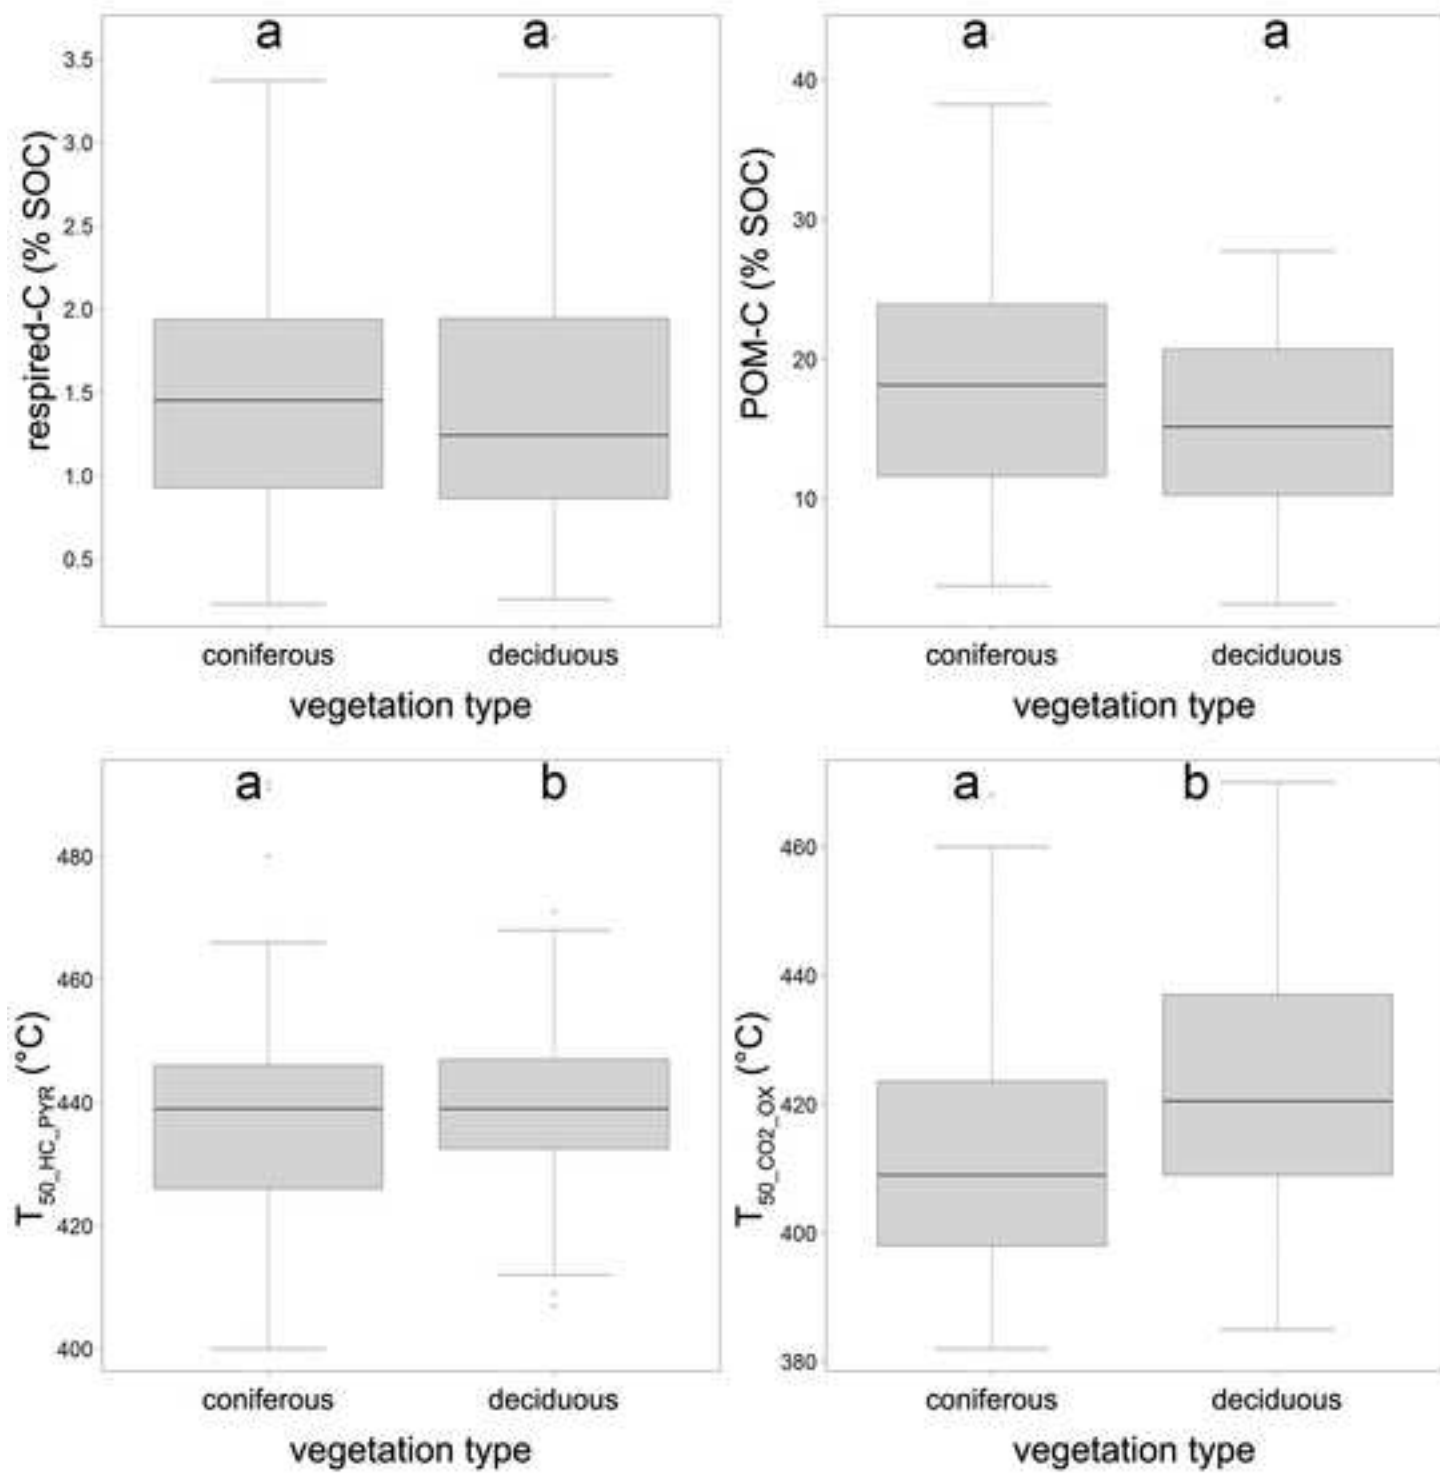 a a
respired-C (% SOC)
3.5
3.0
2.5
2.0
1.5
1.0
0.5
coniferous deciduous
vegetation type
a a
POM-C (% SOC)
40
30
20
10
coniferous deciduous
vegetation type
a b
T50_HC_PYR (°C)
480
460
440
420
400
coniferous deciduous
vegetation type
a b
T50_CO2_OX (°C)
460
440
420
400
380
coniferous deciduous
vegetation type